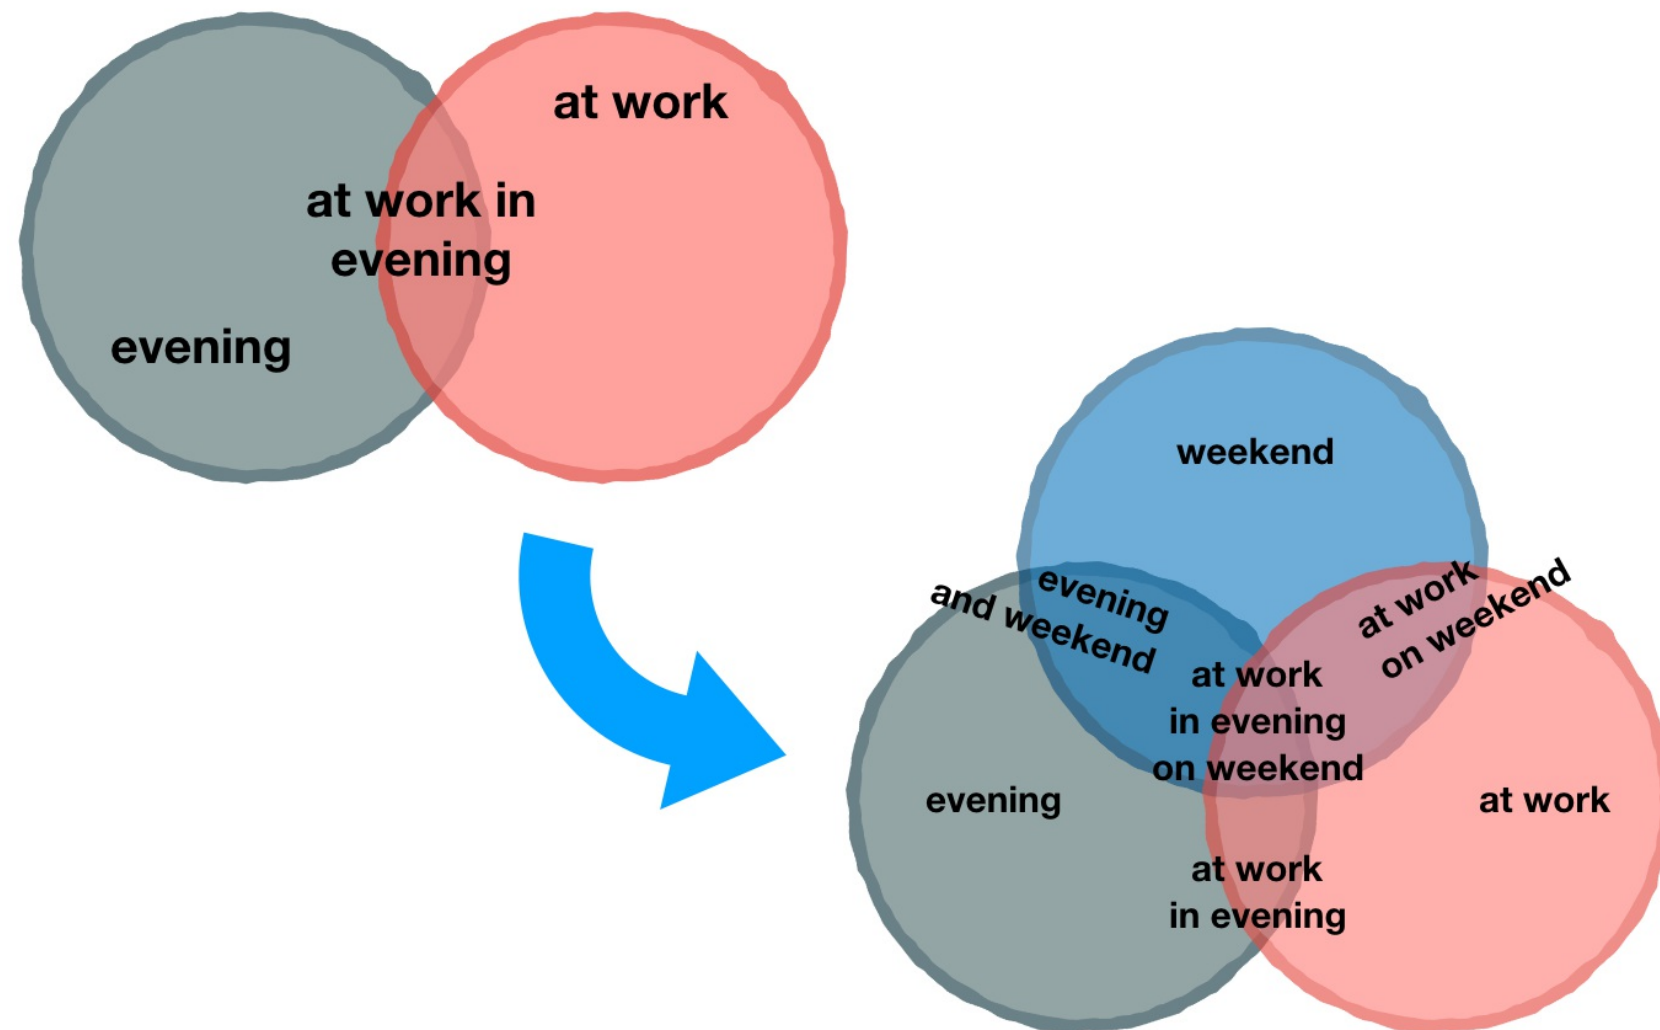 at work
at work in
evening
evening
weekend
evening
and weekend
at work
on weekend
at work
in evening
on weekend
evening
at work
at work
in evening